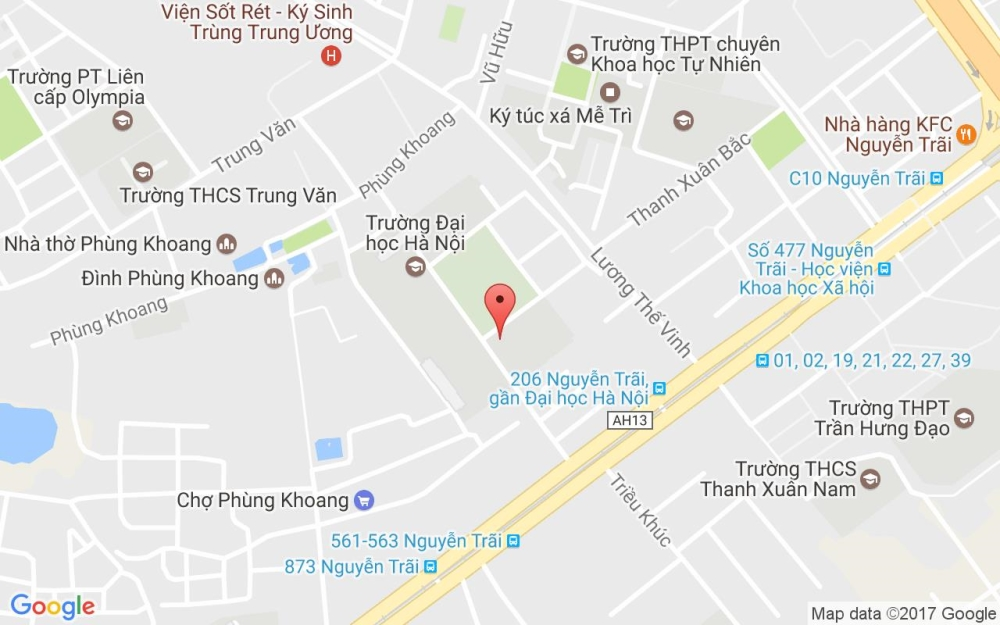 Viện Sốt Rét - Ký Sinh
Trùng Trung Ương
H
Vũ Hữu
Trường THPT chuyên
Khoa học Tự Nhiên
Trường PT Liên
cấp Olympia
Ký túc xá Mễ Trì
Trung Văn
Phùng Khoang
Nhà hàng KFC
Nguyễn Trãi
Thanh Xuân Bắc
C10 Nguyễn Trãi
Trường THCS Trung Văn
Trường Đại
học Hà Nội
Nhà thờ Phùng Khoang
Đình Phùng Khoang
Số 477 Nguyễn
Trãi - Học viện
Khoa học Xã hội
Lương Thế Vinh
Phùng Khoang
01, 02, 19, 21, 22, 27, 39
206 Nguyễn Trãi,
gần Đại học Hà Nội
AH13
Trường THPT
Trần Hưng Đạo
Trường THCS
Thanh Xuân Nam
Chợ Phùng Khoang
Triều Khúc
561-563 Nguyễn Trãi
873 Nguyễn Trãi
Google
Map data ©2017 Google